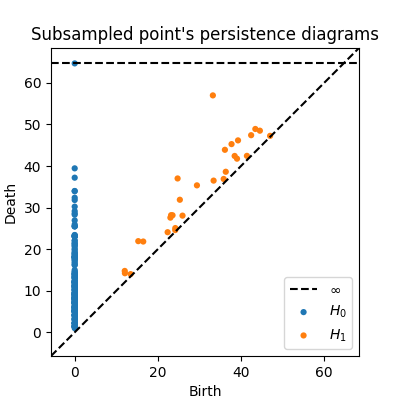 Subsampled point's persistence diagrams
Death
60
50
40
30
20
10
0
0 20 40 60
Birth
∞
H₀
H₁